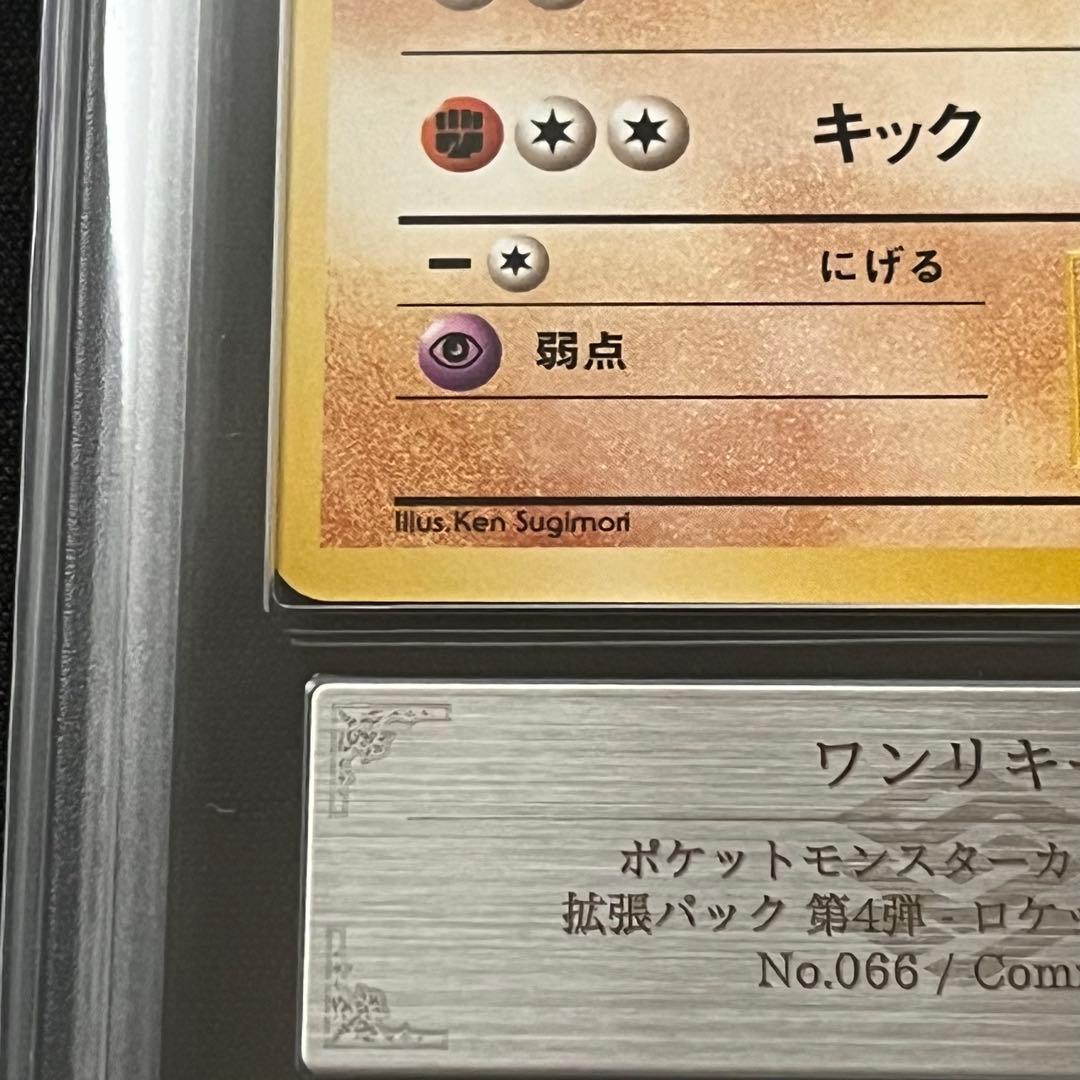 キック
にげる
弱点
Illus.Ken Sugimori
ワンリキー
ポケットモンスターカ
拡張パック 第4弾 - ロケッ
No.066 / Com